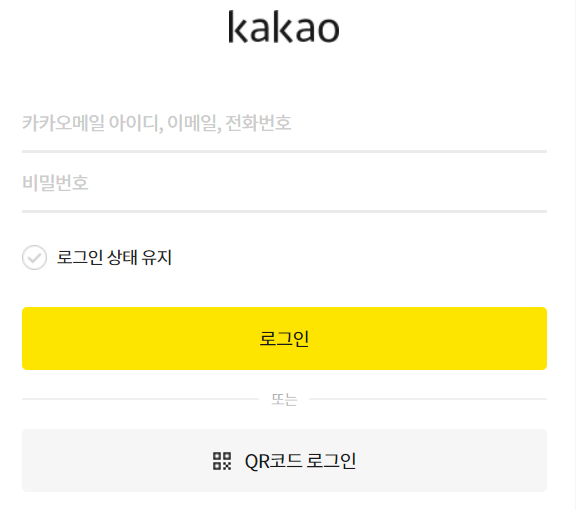 kakao
카카오메일 아이디, 이메일, 전화번호
비밀번호
로그인 상태 유지
로그인
또는
QR코드 로그인